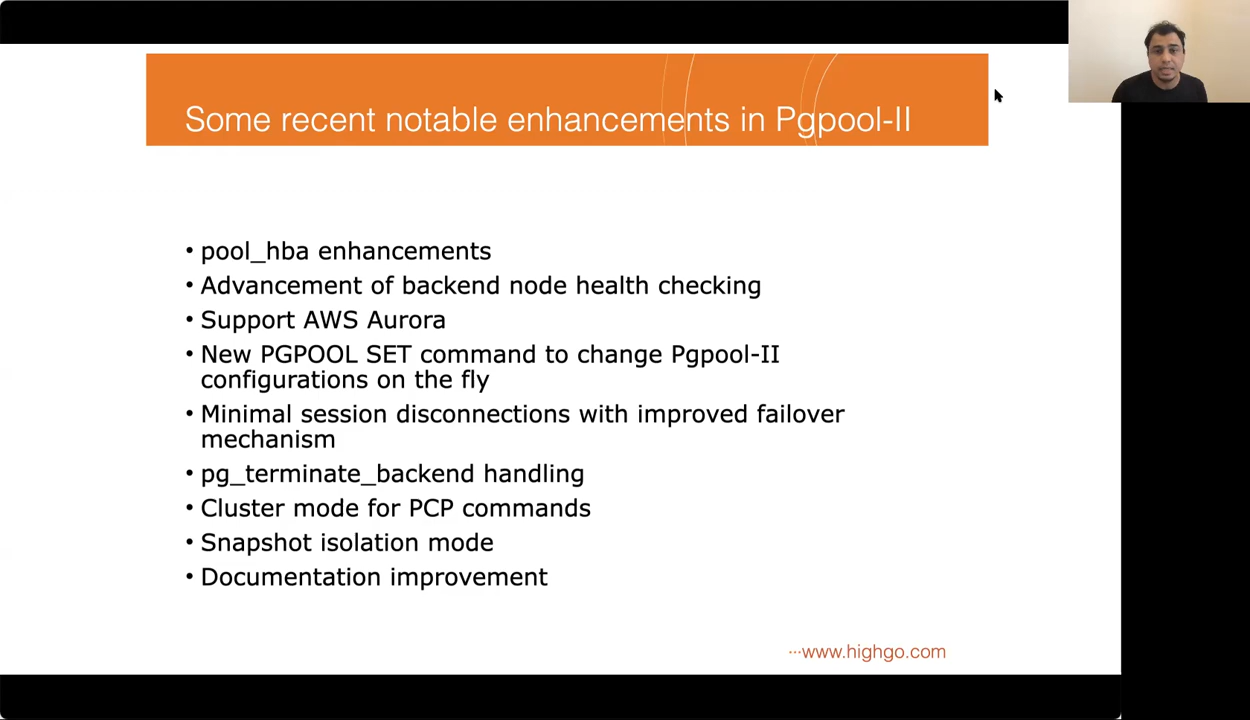 Some recent notable enhancements in Pgpool-II
• pool_hba enhancements
• Advancement of backend node health checking
• Support AWS Aurora
• New PGPOOL SET command to change Pgpool-II
configurations on the fly
• Minimal session disconnections with improved failover
mechanism
• pg_terminate_backend handling
• Cluster mode for PCP commands
• Snapshot isolation mode
• Documentation improvement
···www.highgo.com